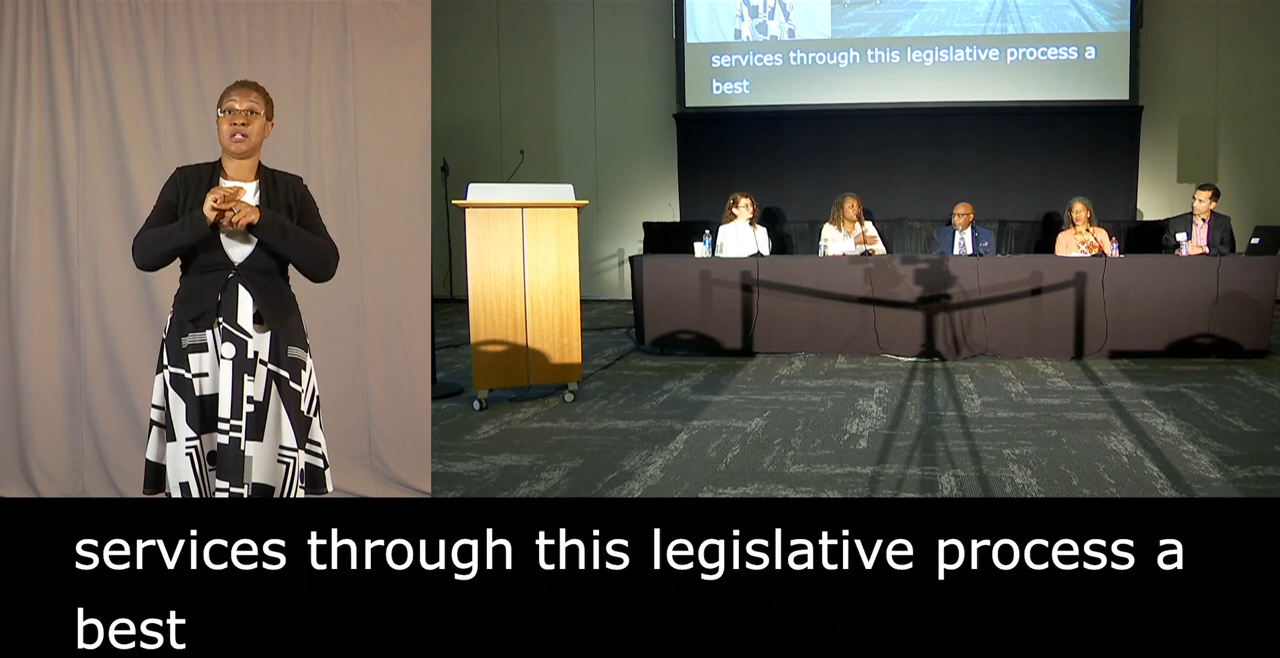 services through this legislative process a
best
services through this legislative process a
best